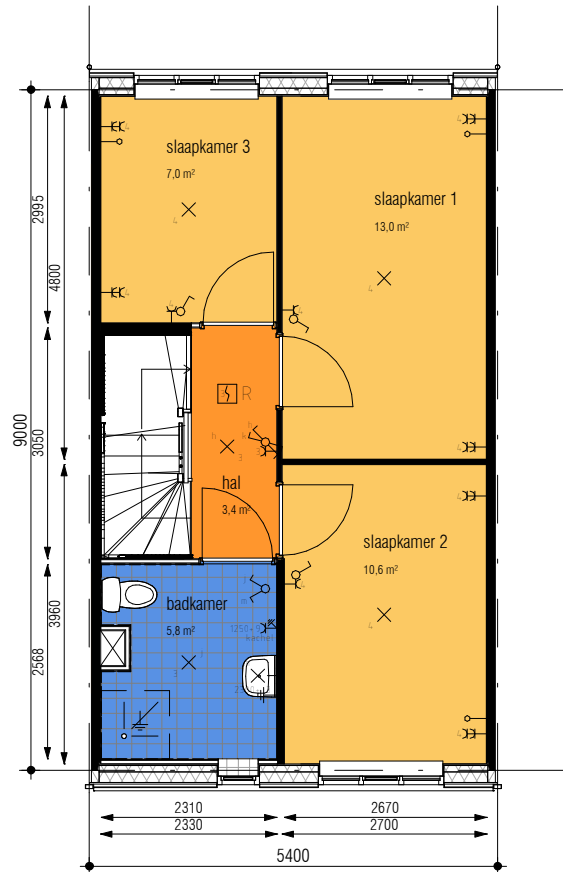 slaapkamer 3
7,0 m²
slaapkamer 1
13,0 m²
R
hal
3,4 m²
slaapkamer 2
10,6 m²
badkamer
5,8 m²
2995
4800
9000
3050
3960
2568
2310
2670
2330
2700
5400